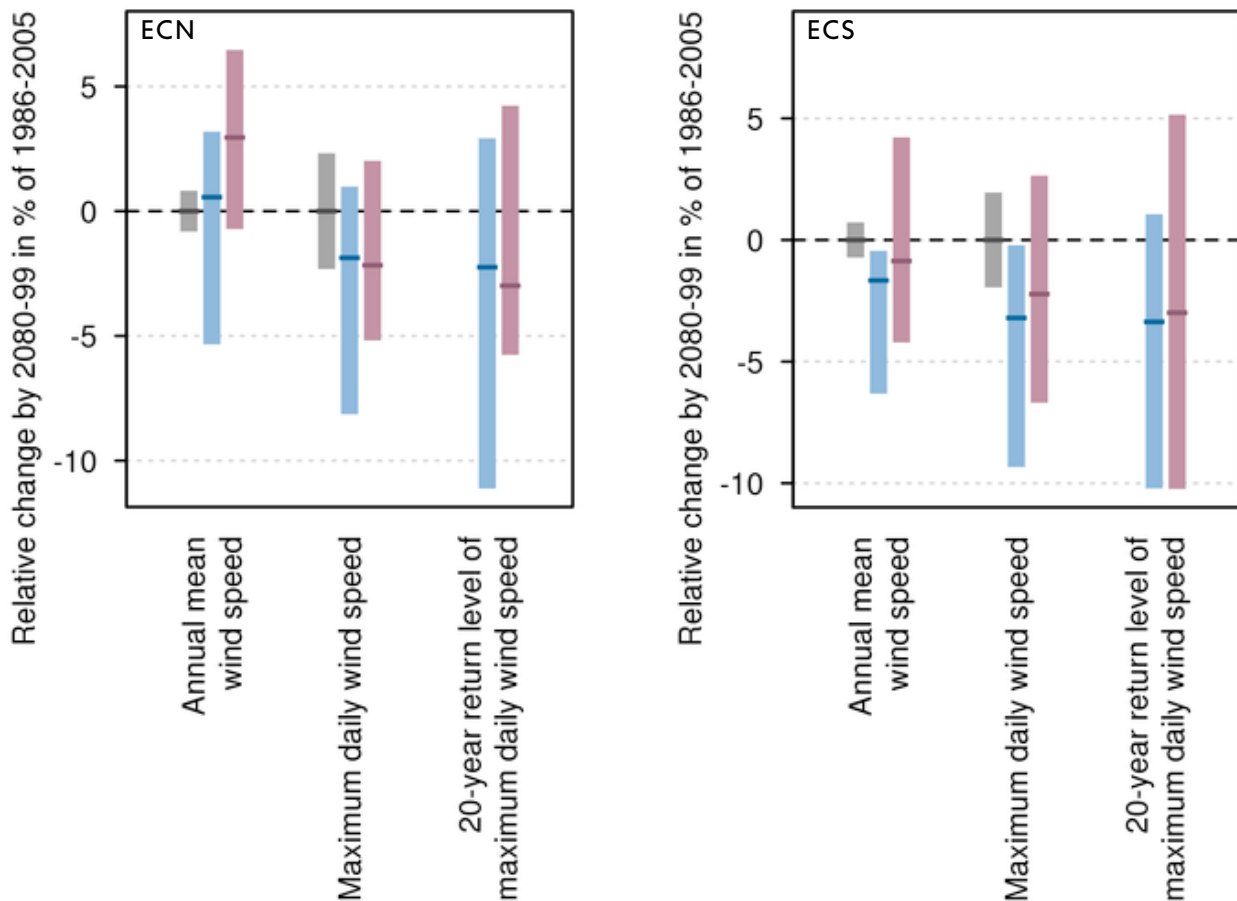 Relative change by 2080-99 in % of 1986-2005
ECN
5
0
-5
-10
Annual mean
wind speed
Maximum daily wind speed
20-year return level of
maximum daily wind speed
Relative change by 2080-99 in % of 1986-2005
ECS
5
0
-5
-10
Annual mean
wind speed
Maximum daily wind speed
20-year return level of
maximum daily wind speed